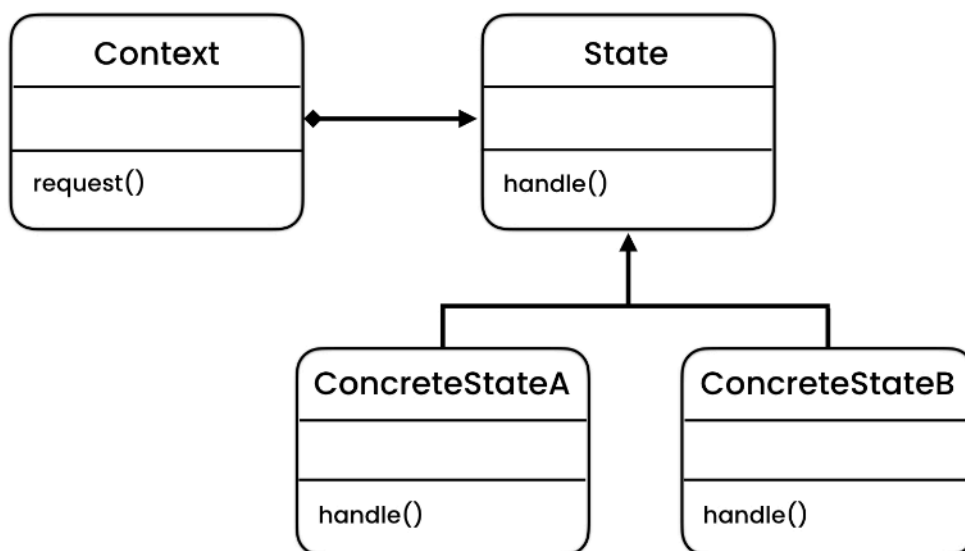 Context
State
request()
handle()
ConcreteStateA
ConcreteStateB
handle()
handle()